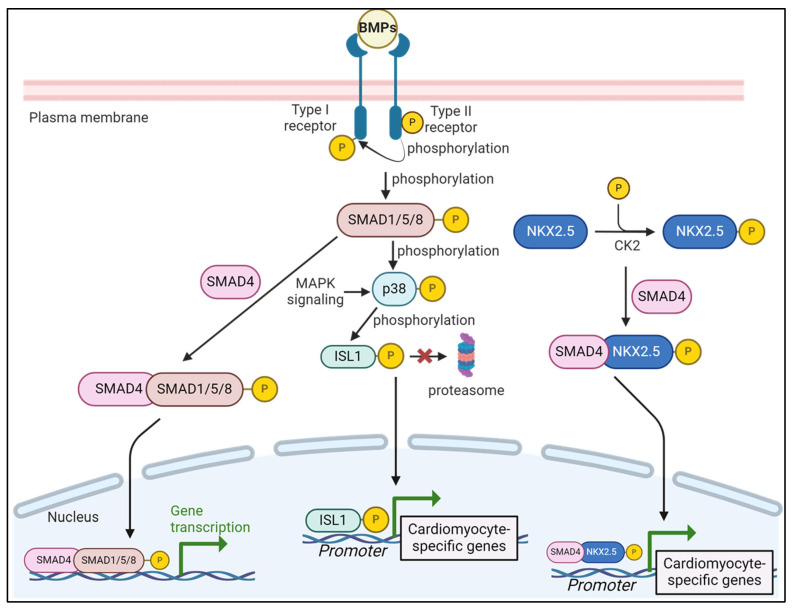 BMPs
Plasma membrane
Type I
receptor
Type II
receptor
P
P
phosphorylation
phosphorylation
SMAD1/5/8
P
phosphorylation
SMAD4
MAPK
signaling
p38
P
phosphorylation
ISL1
P
proteasome
SMAD4
SMAD1/5/8
P
P
NKX2.5
CK2
NKX2.5
P
SMAD4
SMAD4
NKX2.5
P
Nucleus
Gene
transcription
SMAD4
SMAD1/5/8
P
ISL1
P
Promoter
Cardiomyocyte-
specific genes
SMAD4
NKX2.5
P
Promoter
Cardiomyocyte-
specific genes